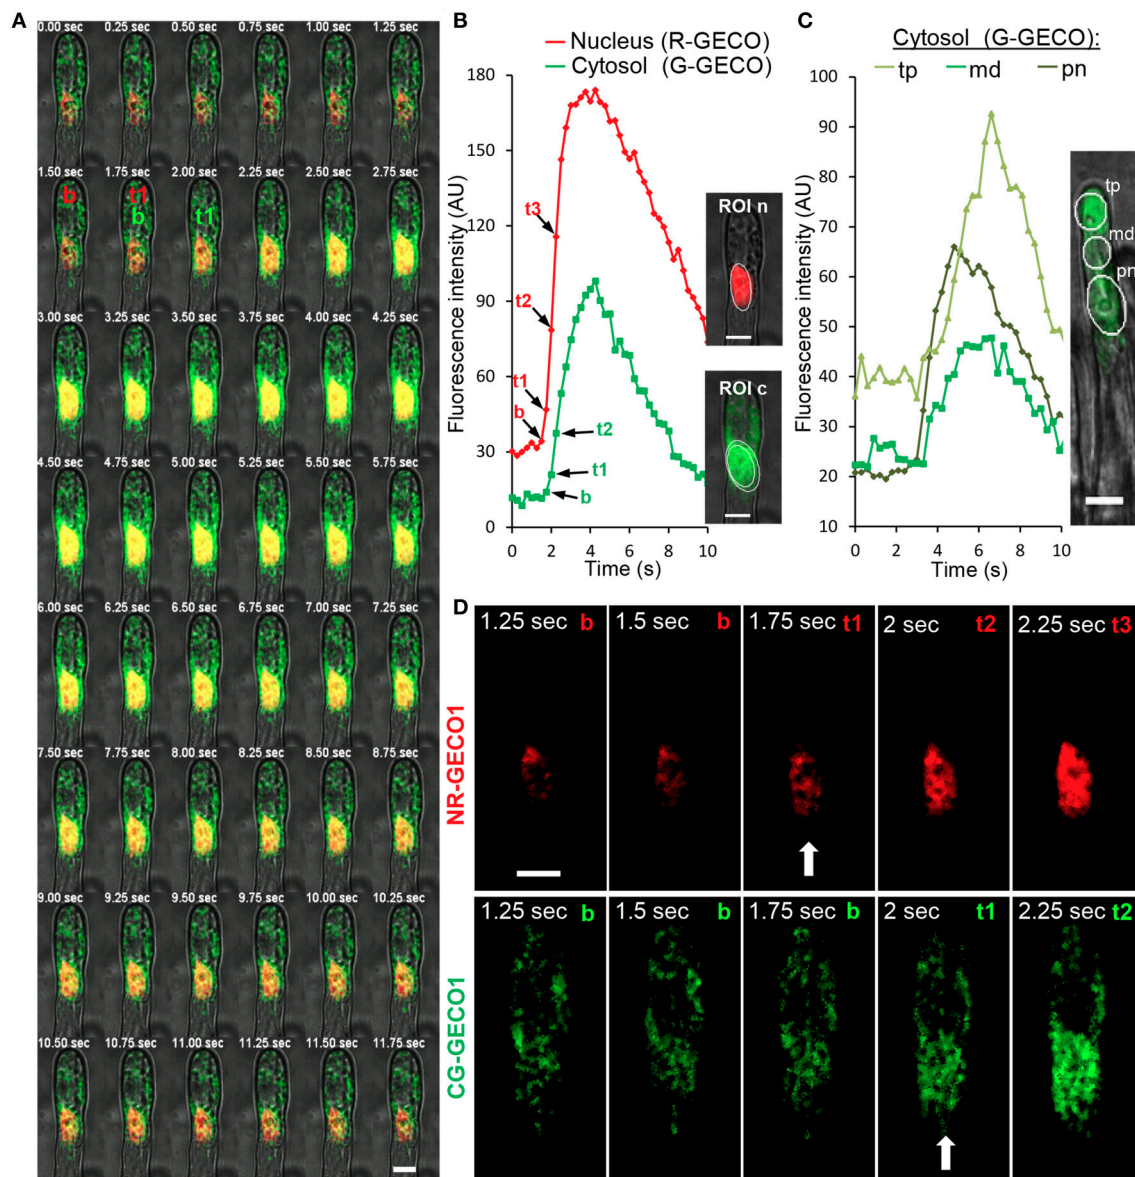 A
0.00 sec 0.25 sec 0.50 sec 0.75 sec 1.00 sec 1.25 sec
1.50 sec 1.75 sec 2.00 sec 2.25 sec 2.50 sec 2.75 sec
b t1
b t1
3.00 sec 3.25 sec 3.50 sec 3.75 sec 4.00 sec 4.25 sec
4.50 sec 4.75 sec 5.00 sec 5.25 sec 5.50 sec 5.75 sec
6.00 sec 6.25 sec 6.50 sec 6.75 sec 7.00 sec 7.25 sec
7.50 sec 7.75 sec 8.00 sec 8.25 sec 8.50 sec 8.75 sec
9.00 sec 9.25 sec 9.50 sec 9.75 sec 10.00 sec 10.25 sec
10.50 sec 10.75 sec 11.00 sec 11.25 sec 11.50 sec 11.75 sec
B
Nucleus (R-GECO)
Cytosol (G-GECO)
Fluorescence intensity (AU)
180
150
120
90
60
30
0
t3
t2
t1
b
t2
t1
b
ROI n
ROI c
0 2 4 6 8 10
Time (s)
C
Cytosol (G-GECO):
tp md pn
Fluorescence intensity (AU)
100
90
80
70
60
50
40
30
20
10
0 2 4 6 8 10
Time (s)
tp
md
pn
D
NR-GECO1
1.25 sec b 1.5 sec b 1.75 sec t1 2 sec t2 2.25 sec t3
CG-GECO1
1.25 sec b 1.5 sec b 1.75 sec b 2 sec t1 2.25 sec t2